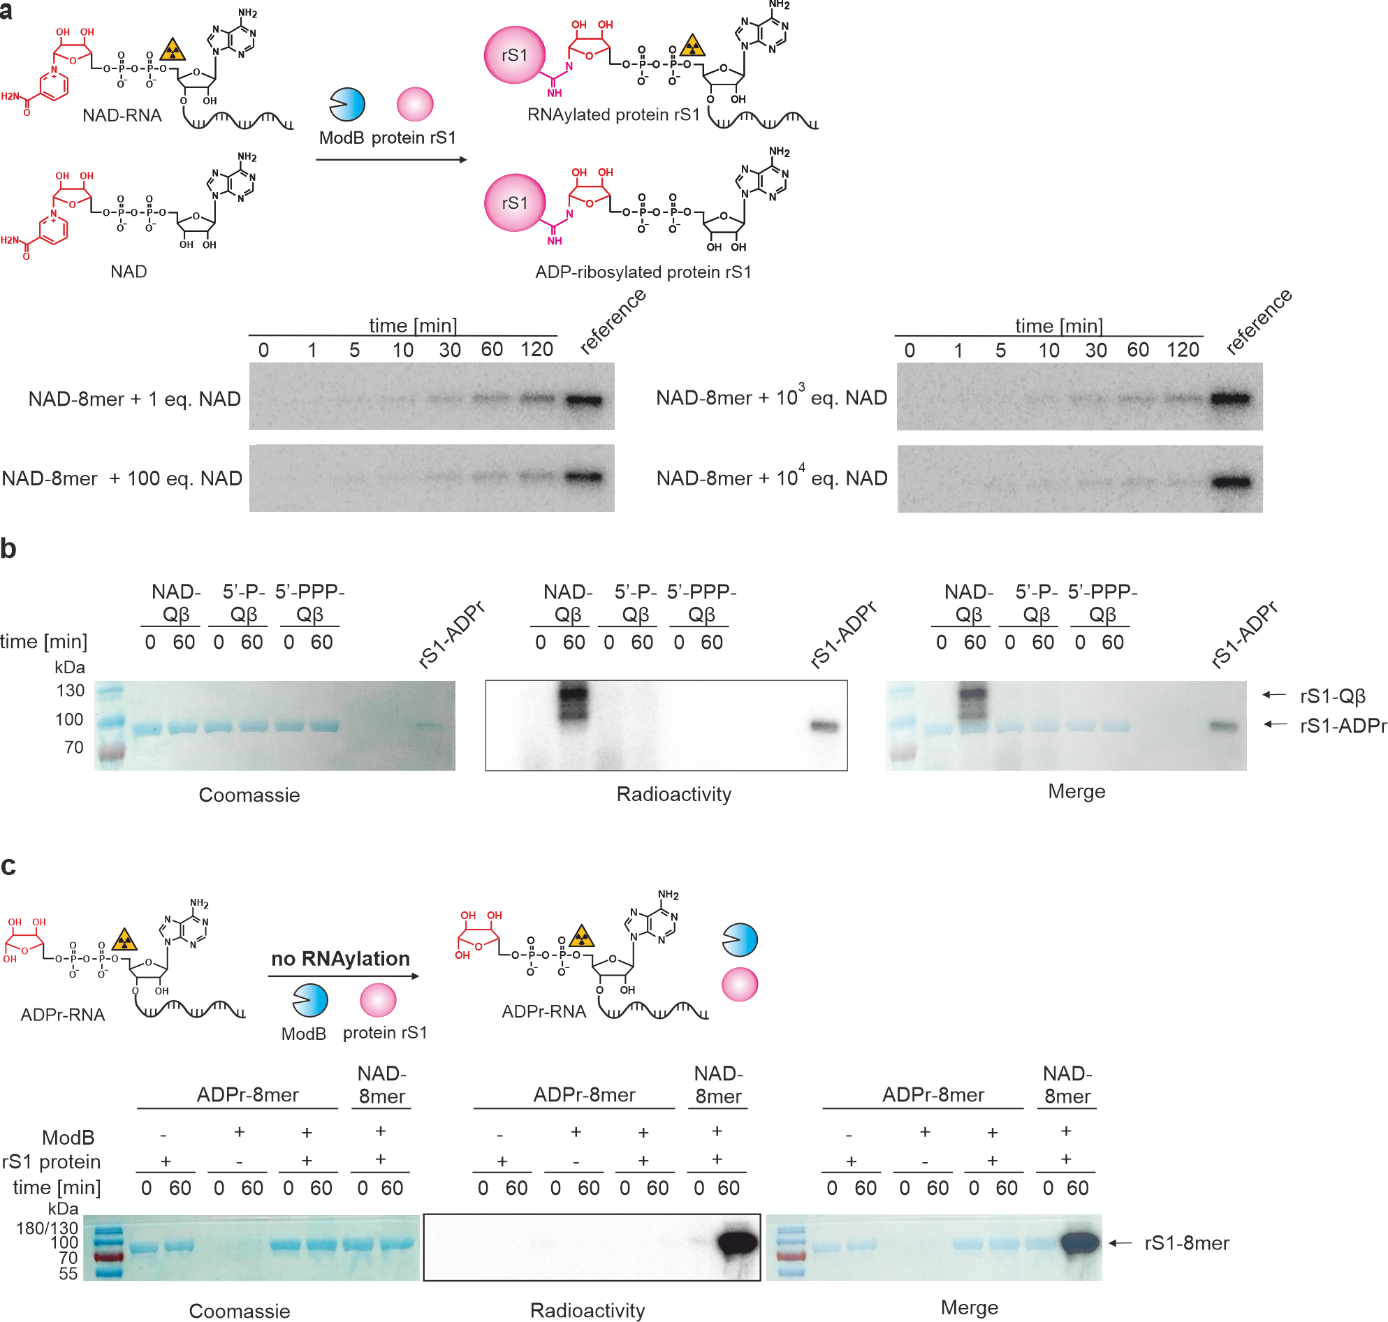 a
NAD-RNA
ModB protein rS1
rS1
RNAylated protein rS1
NAD
rS1
ADP-ribosylated protein rS1
time [min]
0 1 5 10 30 60 120 reference
NAD-8mer + 1 eq. NAD
NAD-8mer + 100 eq. NAD
time [min]
0 1 5 10 30 60 120 reference
NAD-8mer + 10³ eq. NAD
NAD-8mer + 10⁴ eq. NAD
b
NAD-Qβ 5'-P-Qβ 5'-PPP-Qβ rS1-ADPr
time [min] 0 60 0 60 0 60
kDa
130
100
70
Coomassie
NAD-Qβ 5'-P-Qβ 5'-PPP-Qβ rS1-ADPr
0 60 0 60 0 60
Radioactivity
NAD-Qβ 5'-P-Qβ 5'-PPP-Qβ rS1-ADPr
0 60 0 60 0 60
rS1-Qβ
rS1-ADPr
Merge
c
ADPr-RNA
no RNAylation
ModB protein rS1
ADPr-RNA
ADPr-8mer NAD-8mer
ModB - + + +
rS1 protein + - + +
time [min] 0 60 0 60 0 60 0 60
kDa
180/130
100
70
55
Coomassie
ADPr-8mer NAD-8mer
- + + +
+ - + +
0 60 0 60 0 60 0 60
Radioactivity
ADPr-8mer NAD-8mer
- + + +
+ - + +
0 60 0 60 0 60 0 60
rS1-8mer
Merge